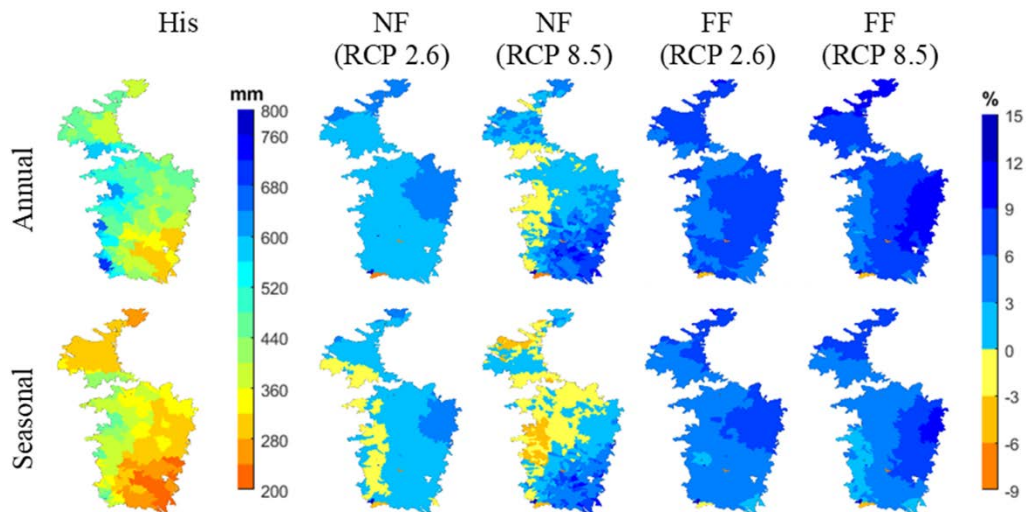 His
NF
(RCP 2.6)
NF
(RCP 8.5)
FF
(RCP 2.6)
FF
(RCP 8.5)
Annual
Seasonal
mm
800
760
680
600
520
440
360
280
200
%
15
12
9
6
3
0
-3
-6
-9